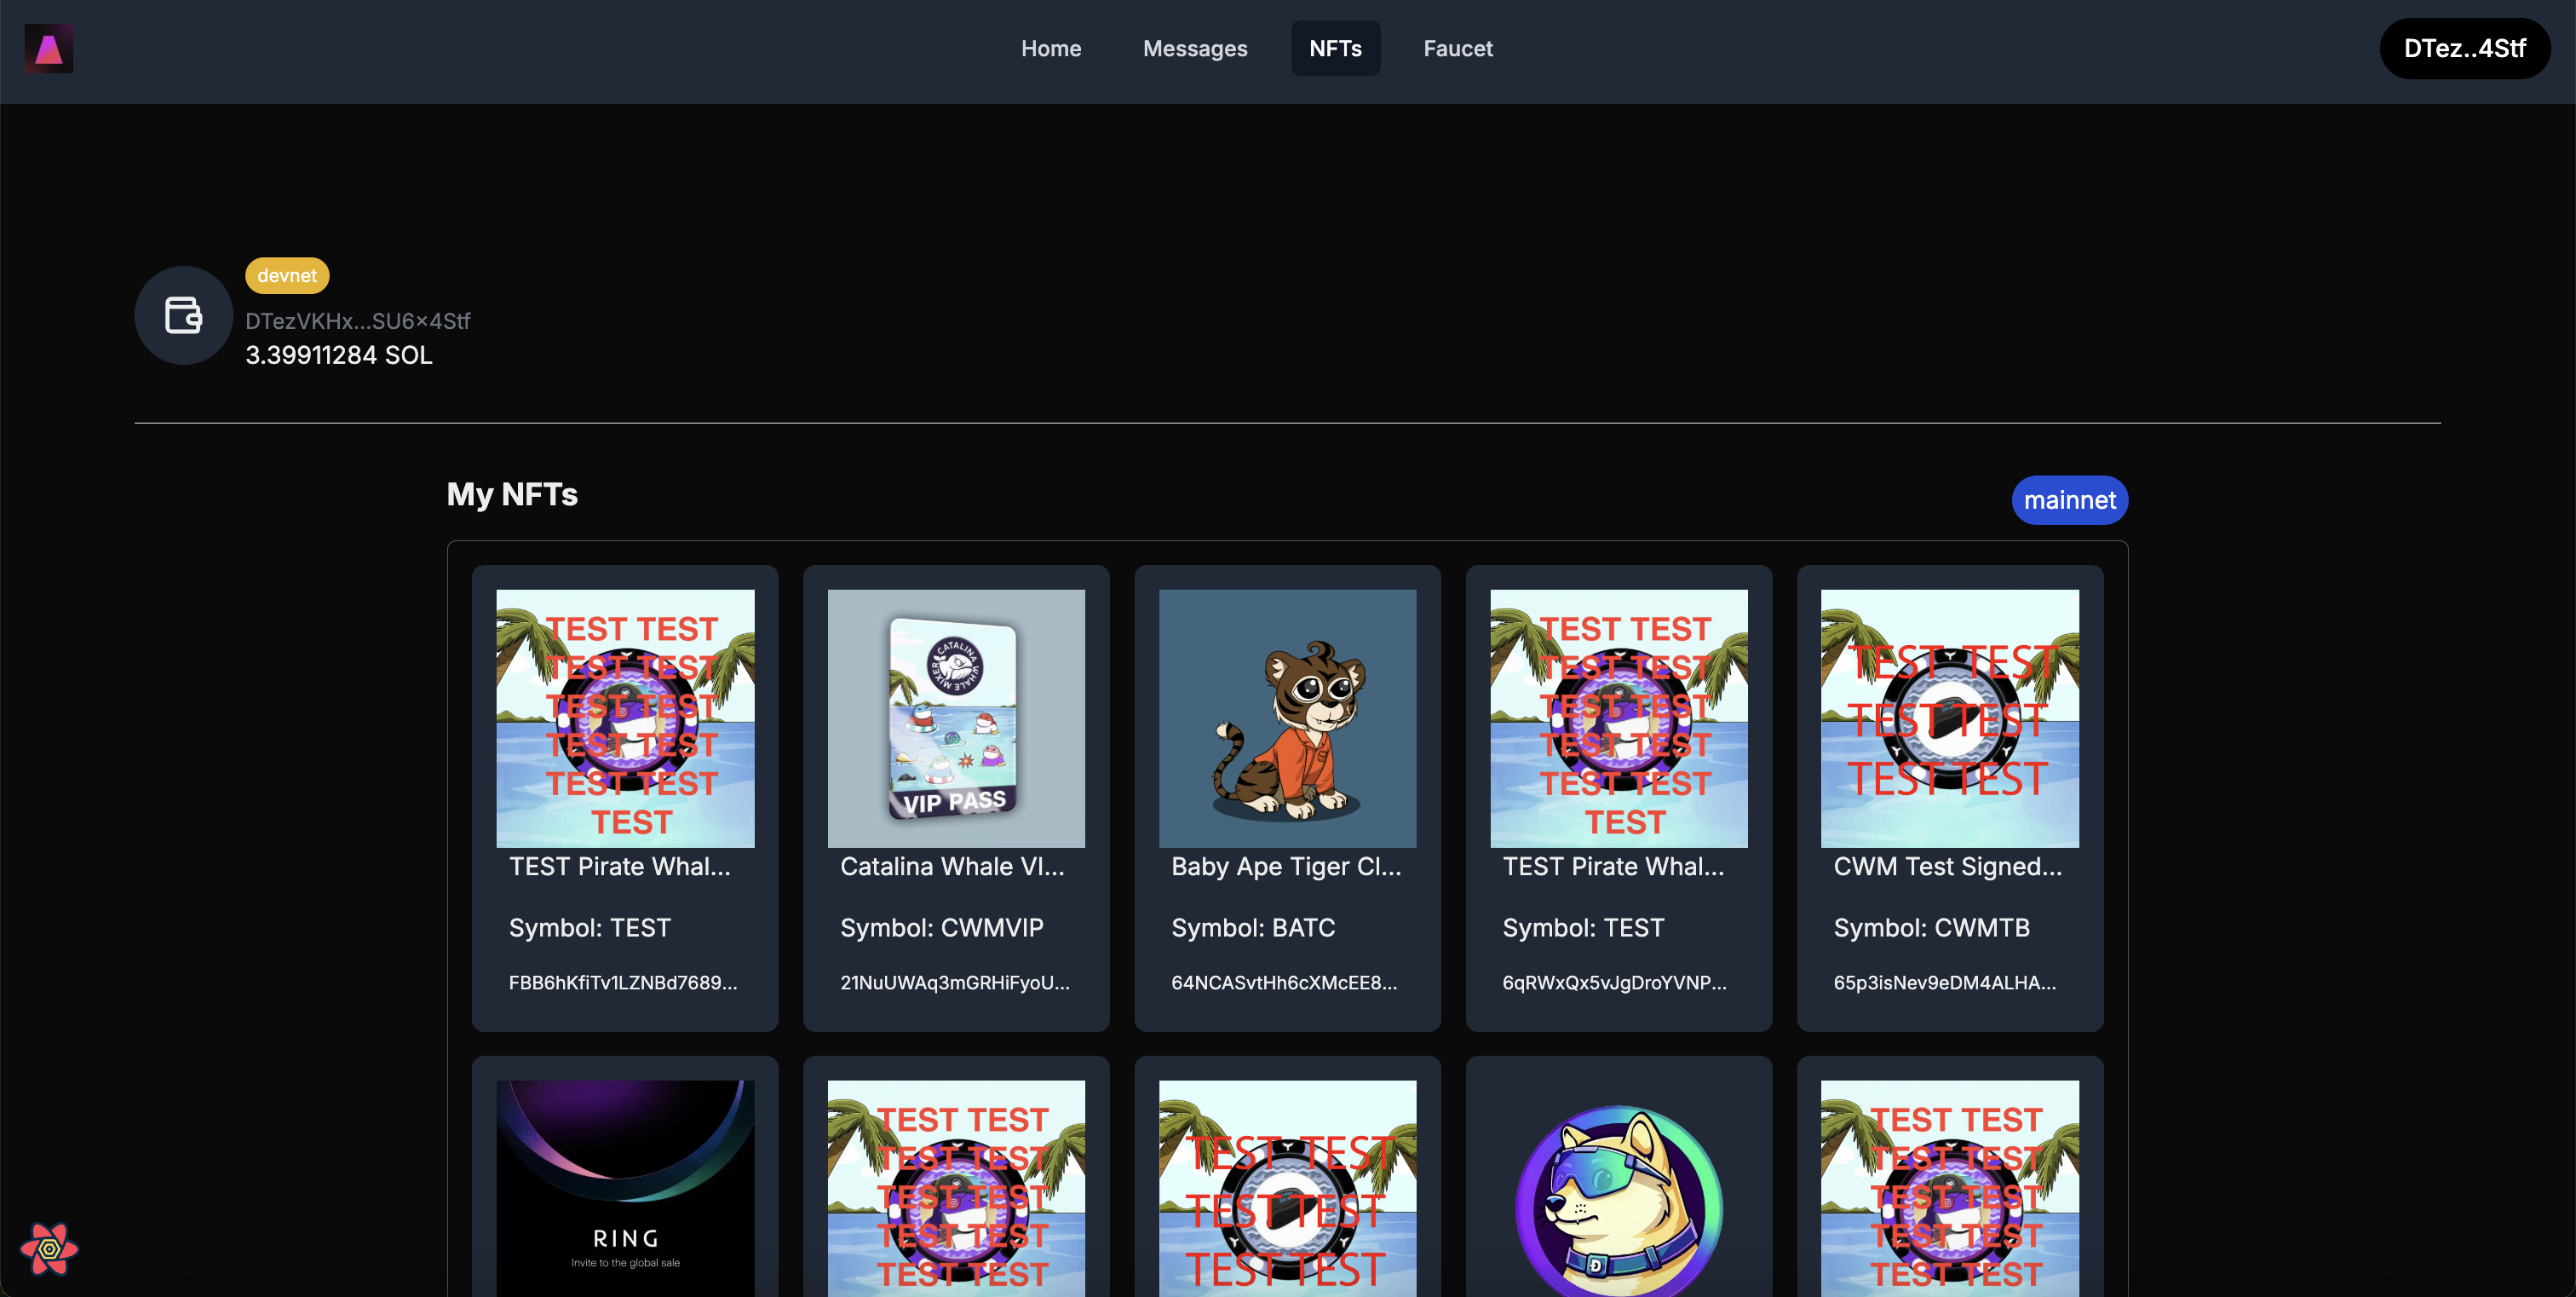 Home Messages NFTs Faucet DTez..4Stf
devnet
DTezVKHx...SU6x4Stf
3.39911284 SOL
My NFTs mainnet
TEST TEST
TEST TEST
TEST TEST
TEST TEST
TEST TEST
TEST
TEST Pirate Whal...
Symbol: TEST
FBB6hKfiTv1LZNBd7689...
CATALINA
WHALE MIXER
VIP PASS
Catalina Whale VI...
Symbol: CWMVIP
21NuUWAq3mGRHiFyoU...
Baby Ape Tiger Cl...
Symbol: BATC
64NCASvtHh6cXMcEE8...
TEST TEST
TEST TEST
TEST TEST
TEST TEST
TEST TEST
TEST
TEST Pirate Whal...
Symbol: TEST
6qRWxQx5vJgDroYVNP...
TEST TEST
TEST TEST
TEST TEST
CWM Test Signed...
Symbol: CWMTB
65p3isNev9eDM4ALHA...
RING
Invite to the global sale
TEST TEST
TEST TEST
TEST TEST
TEST TEST
TEST TEST
TEST TEST
TEST TEST
TEST TEST
Ð
TEST TEST
TEST TEST
TEST TEST
TEST TEST
TEST TEST